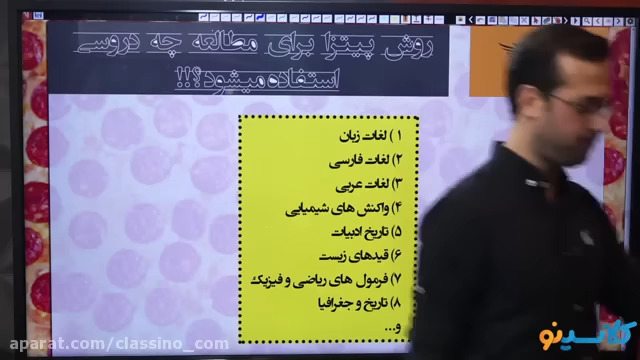 روش پیتزا برای مطالعه چه دروسی
استفاده میشود؟!!
۱) لغات زبان
۲) لغات فارسی
۳) لغات عربی
۴) واکنش های شیمیایی
۵) تاریخ ادبیات
۶) قیدهای زیست
۷) فرمول های ریاضی و فیزیک
۸) تاریخ و جغرافیا
و...
aparat.com/classino_com
کلاسینو